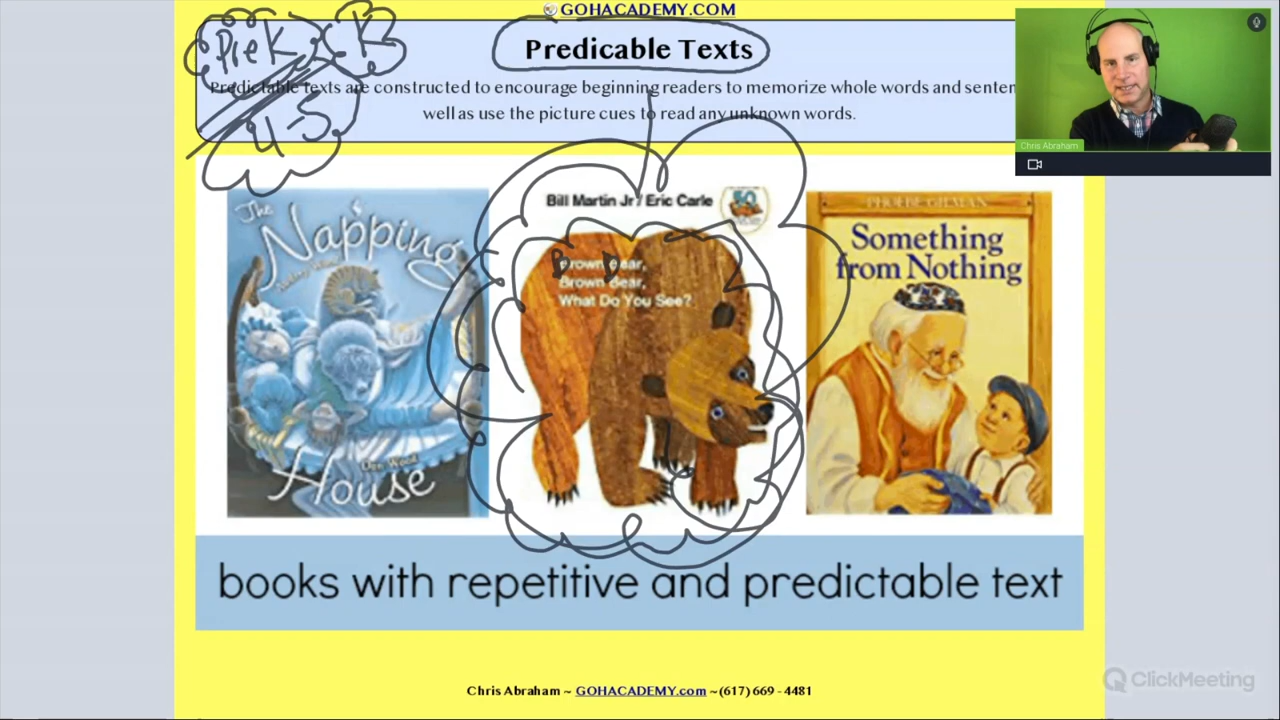 GOHACADEMY.COM
PreK K
4-5
Predicable Texts
Predictable texts are constructed to encourage beginning readers to memorize whole words and senten
well as use the picture cues to read any unknown words.
Chris Abraham
The
Napping
House
Audrey Wood
Don Wood
Bill Martin Jr / Eric Carle
50
Brown Bear,
Brown Bear,
What Do You See?
B B
PHOEBE GILMAN
Something
from Nothing
books with repetitive and predictable text
Chris Abraham ~ GOHACADEMY.com ~(617) 669 - 4481
ClickMeeting